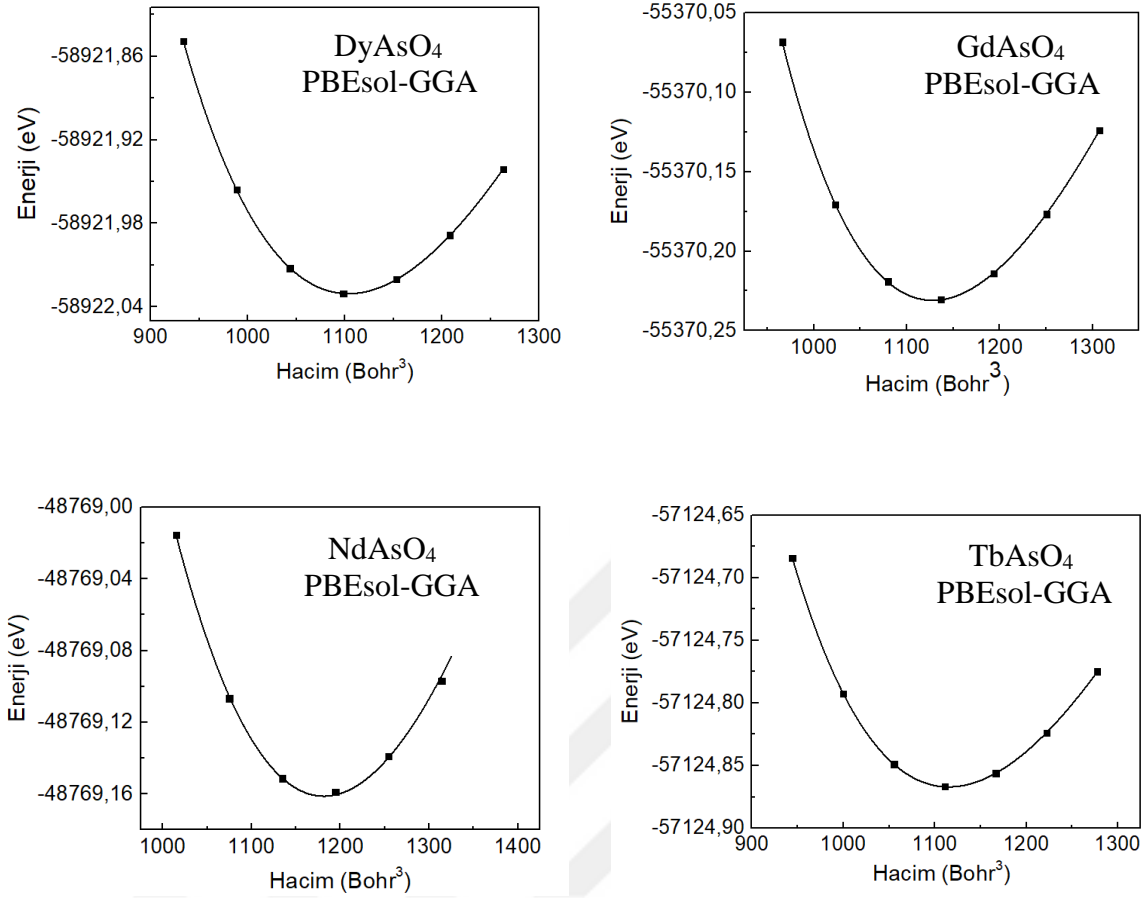 DyAsO4
PBEsol-GGA
Enerji (eV)
-58921,86
-58921,92
-58921,98
-58922,04
900 1000 1100 1200 1300
Hacim (Bohr³)
GdAsO4
PBEsol-GGA
Enerji (eV)
-55370,05
-55370,10
-55370,15
-55370,20
-55370,25
1000 1100 1200 1300
Hacim (Bohr³)
NdAsO4
PBEsol-GGA
Enerji (eV)
-48769,00
-48769,04
-48769,08
-48769,12
-48769,16
1000 1100 1200 1300 1400
Hacim (Bohr³)
TbAsO4
PBEsol-GGA
Enerji (eV)
-57124,65
-57124,70
-57124,75
-57124,80
-57124,85
-57124,90
900 1000 1100 1200 1300
Hacim (Bohr³)